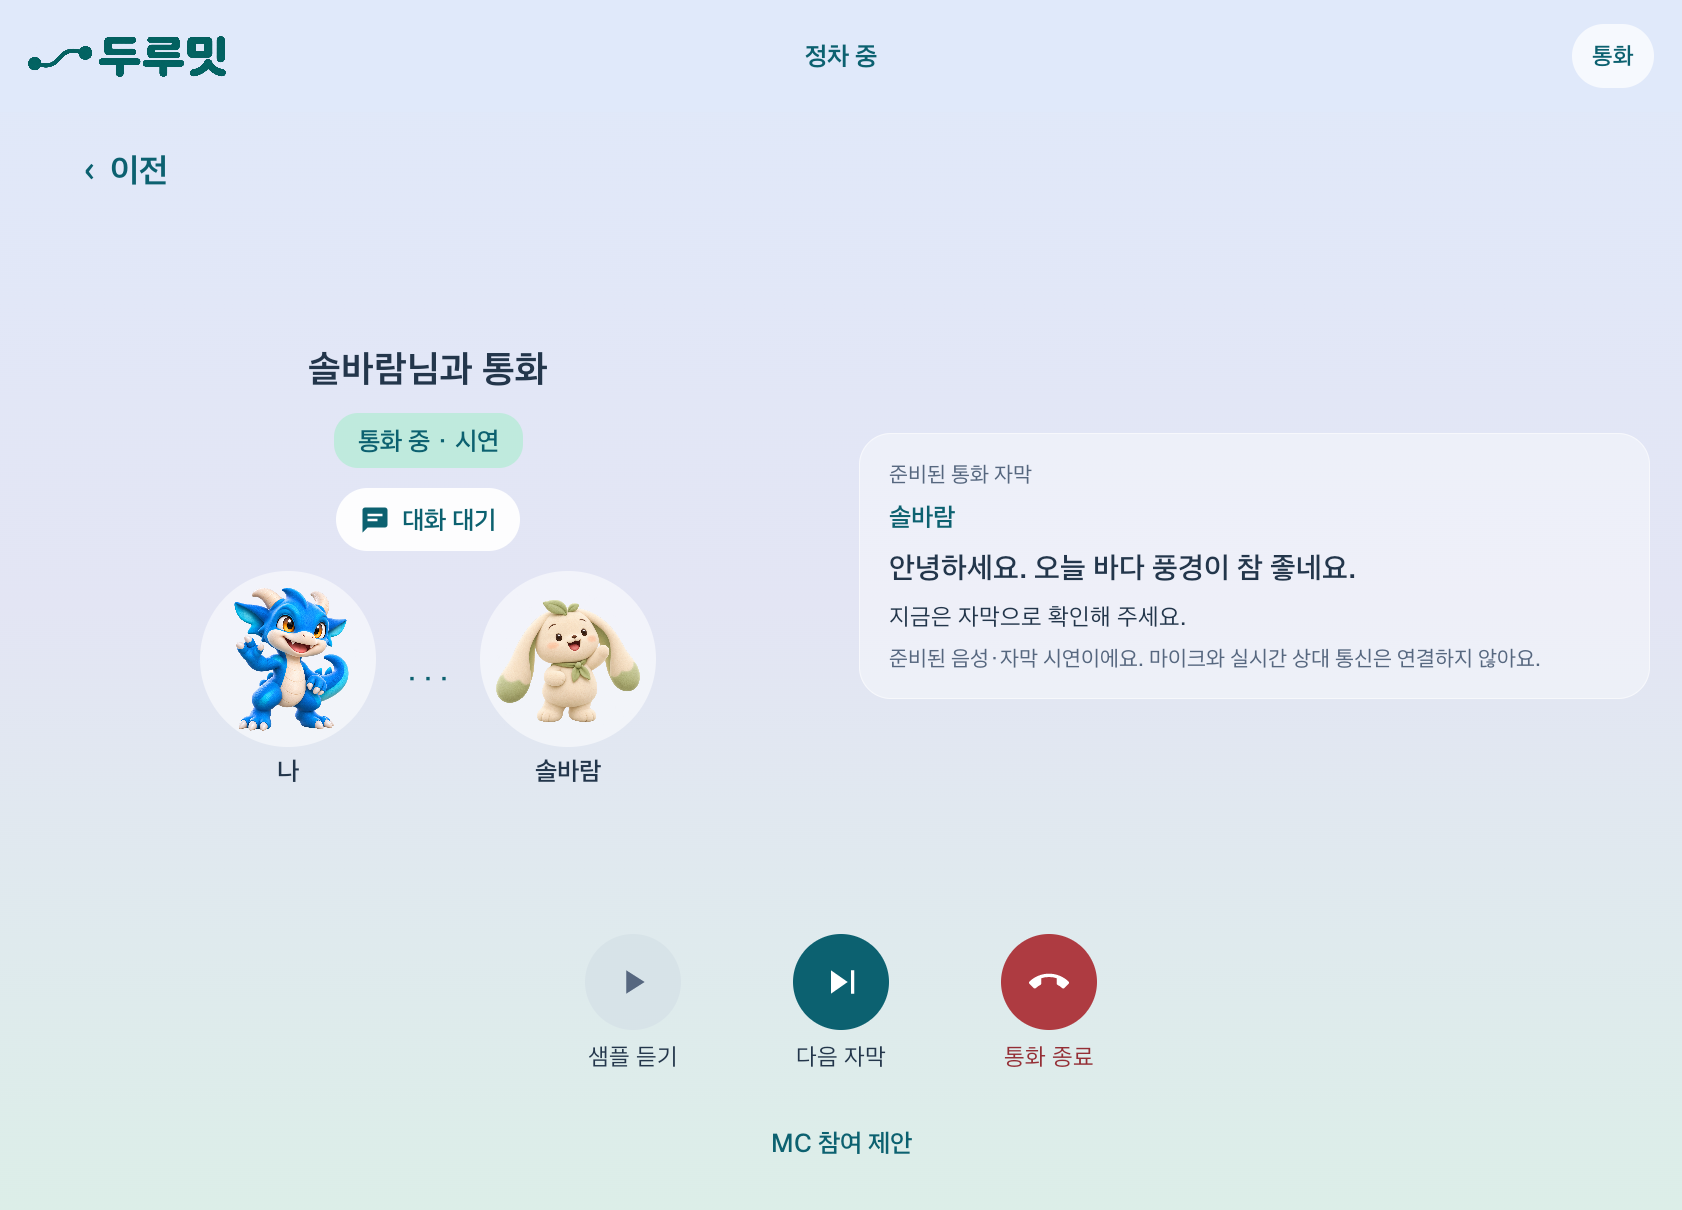 두루밋
정차 중
통화
‹ 이전
솔바람님과 통화
통화 중 · 시연
대화 대기
나
...
솔바람
준비된 통화 자막
솔바람
안녕하세요. 오늘 바다 풍경이 참 좋네요.
지금은 자막으로 확인해 주세요.
준비된 음성·자막 시연이에요. 마이크와 실시간 상대 통신은 연결하지 않아요.
샘플 듣기
다음 자막
통화 종료
MC 참여 제안